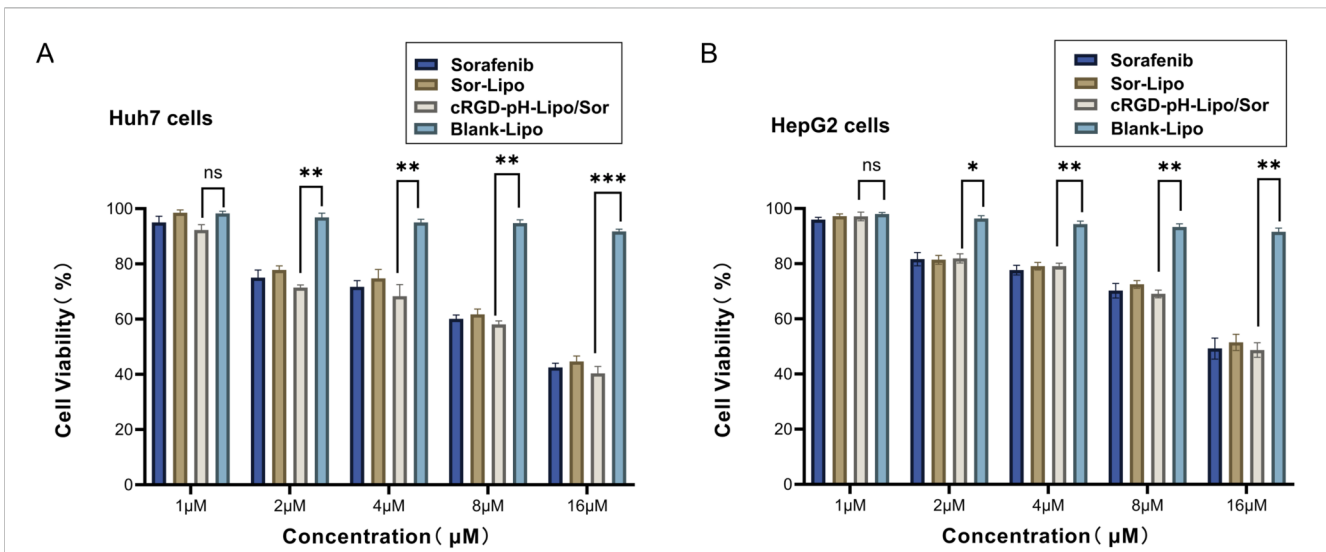 A
Sorafenib
Sor-Lipo
cRGD-pH-Lipo/Sor
Blank-Lipo
Huh7 cells
ns
**
**
**
***
100
80
60
40
20
0
Cell Viability( %)
1μM
2μM
4μM
8μM
16μM
Concentration( μM)
B
Sorafenib
Sor-Lipo
cRGD-pH-Lipo/Sor
Blank-Lipo
HepG2 cells
ns
*
**
**
**
100
80
60
40
20
0
Cell Viability( %)
1μM
2μM
4μM
8μM
16μM
Concentration( μM)